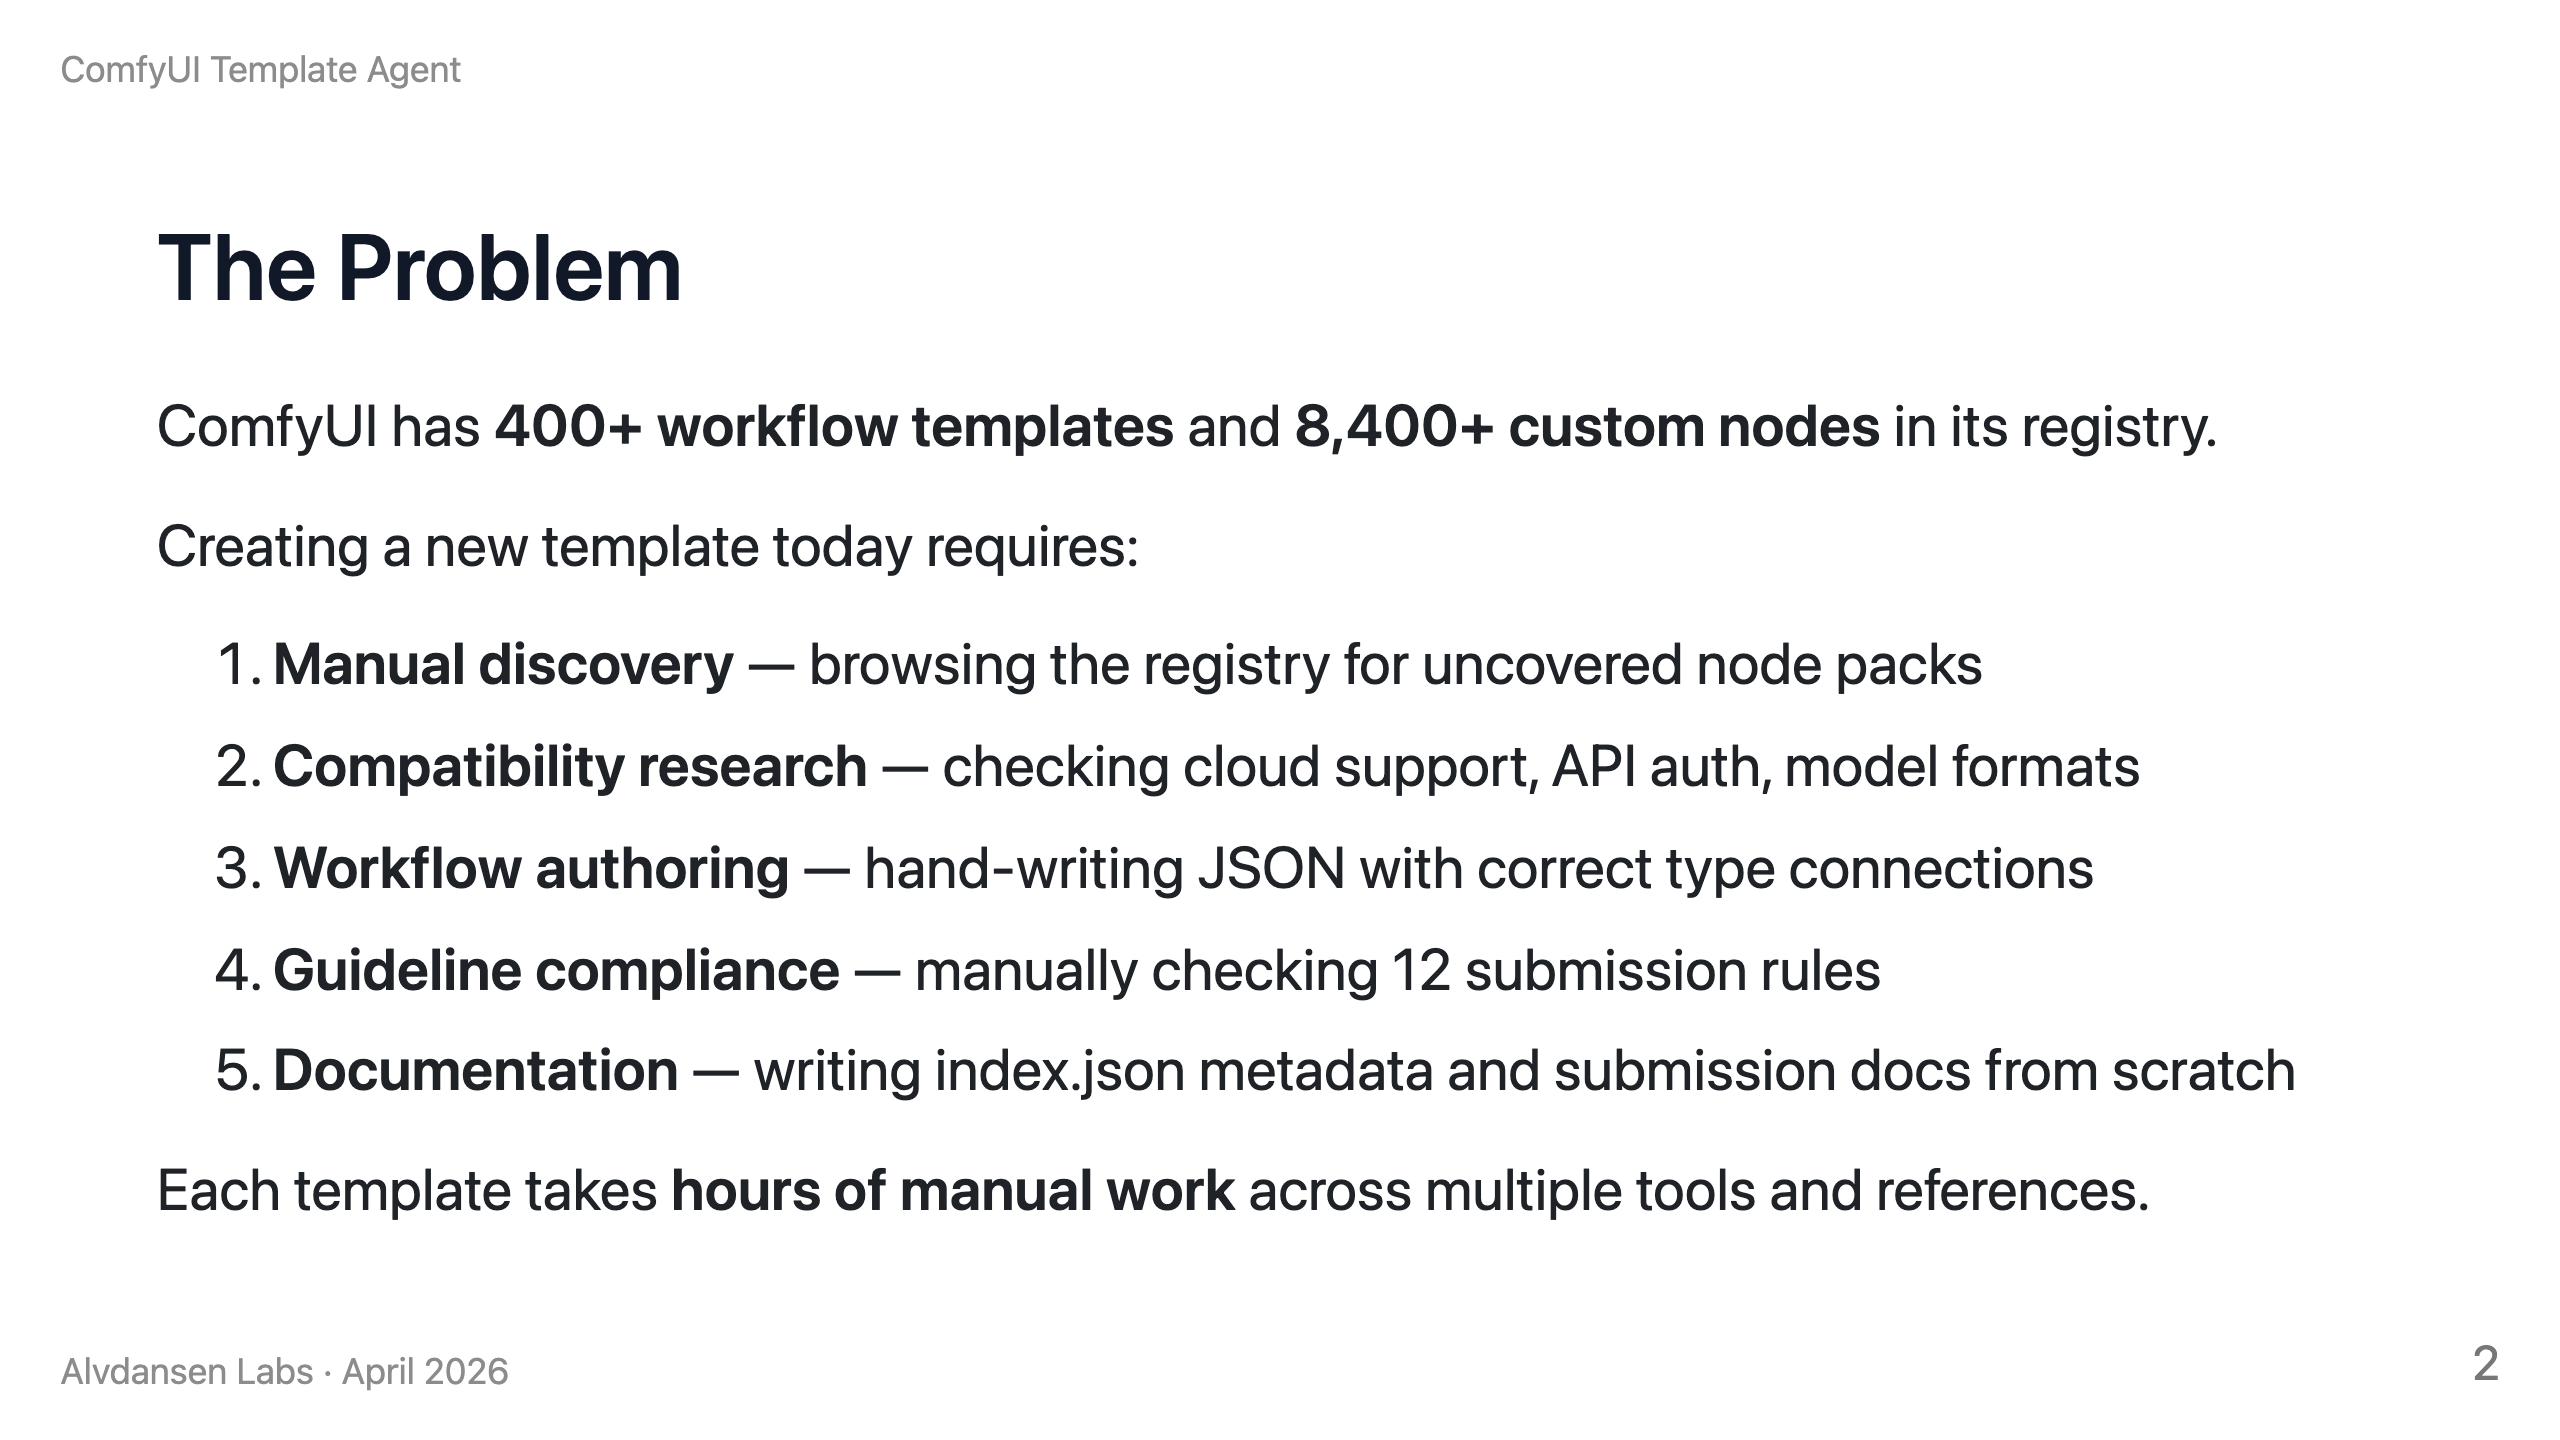 ComfyUI Template Agent
The Problem
ComfyUI has 400+ workflow templates and 8,400+ custom nodes in its registry.
Creating a new template today requires:
1. Manual discovery — browsing the registry for uncovered node packs
2. Compatibility research — checking cloud support, API auth, model formats
3. Workflow authoring — hand-writing JSON with correct type connections
4. Guideline compliance — manually checking 12 submission rules
5. Documentation — writing index.json metadata and submission docs from scratch
Each template takes hours of manual work across multiple tools and references.
Alvdansen Labs · April 2026
2